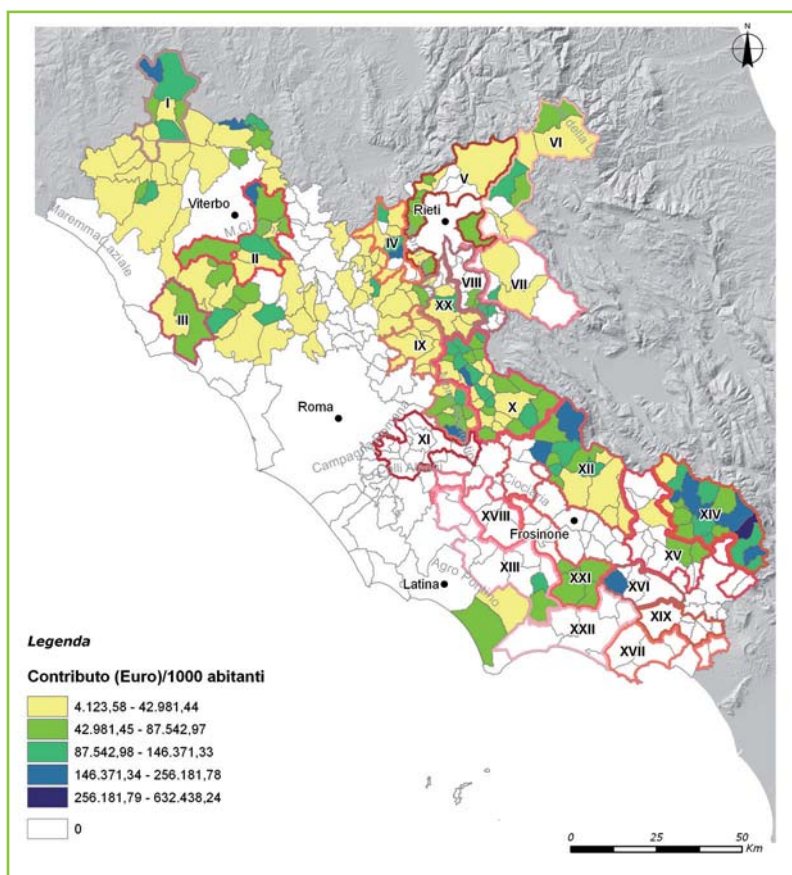 N
I
VI
V
Rieti
Viterbo
M.Ci
Maremma Laziale
IV
II
VIII
VII
III
XX
IX
Roma
X
XI
Campagna Romana
Colli Albani
XII
Ciociaria
XIV
XVIII
Frosinone
XV
XIII
Latina
Agro Pontino
XXI
XVI
XXII
XIX
XVII
Legenda
Contributo (Euro)/1000 abitanti
4.123,58 - 42.981,44
42.981,45 - 87.542,97
87.542,98 - 146.371,33
146.371,34 - 256.181,78
256.181,79 - 632.438,24
0
0 25 50
Km